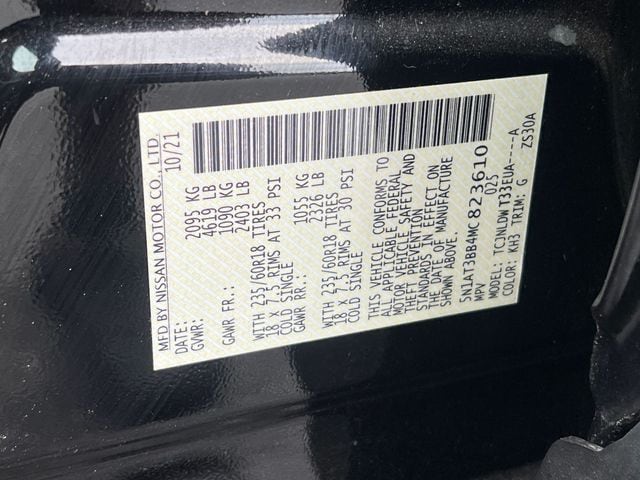 MFD BY NISSAN MOTOR CO., LTD.
DATE: 10/21
GVWR: 2095 KG
4619 LB
GAWR FR.: 1090 KG
2403 LB
WITH 235/60R18 TIRES
18 x 7.5 RIMS AT 33 PSI
COLD SINGLE
GAWR RR.: 1055 KG
2326 LB
WITH 235/60R18 TIRES
18 x 7.5 RIMS AT 30 PSI
COLD SINGLE
THIS VEHICLE CONFORMS TO
ALL APPLICABLE FEDERAL
MOTOR VEHICLE SAFETY AND
THEFT PREVENTION
STANDARDS IN EFFECT ON
THE DATE OF MANUFACTURE
SHOWN ABOVE.
5N1AT3BB4MC823610
MPV D25
MODEL: TCJNLDWT33EUA----A
COLOR: KH3 TRIM: G ZS30A